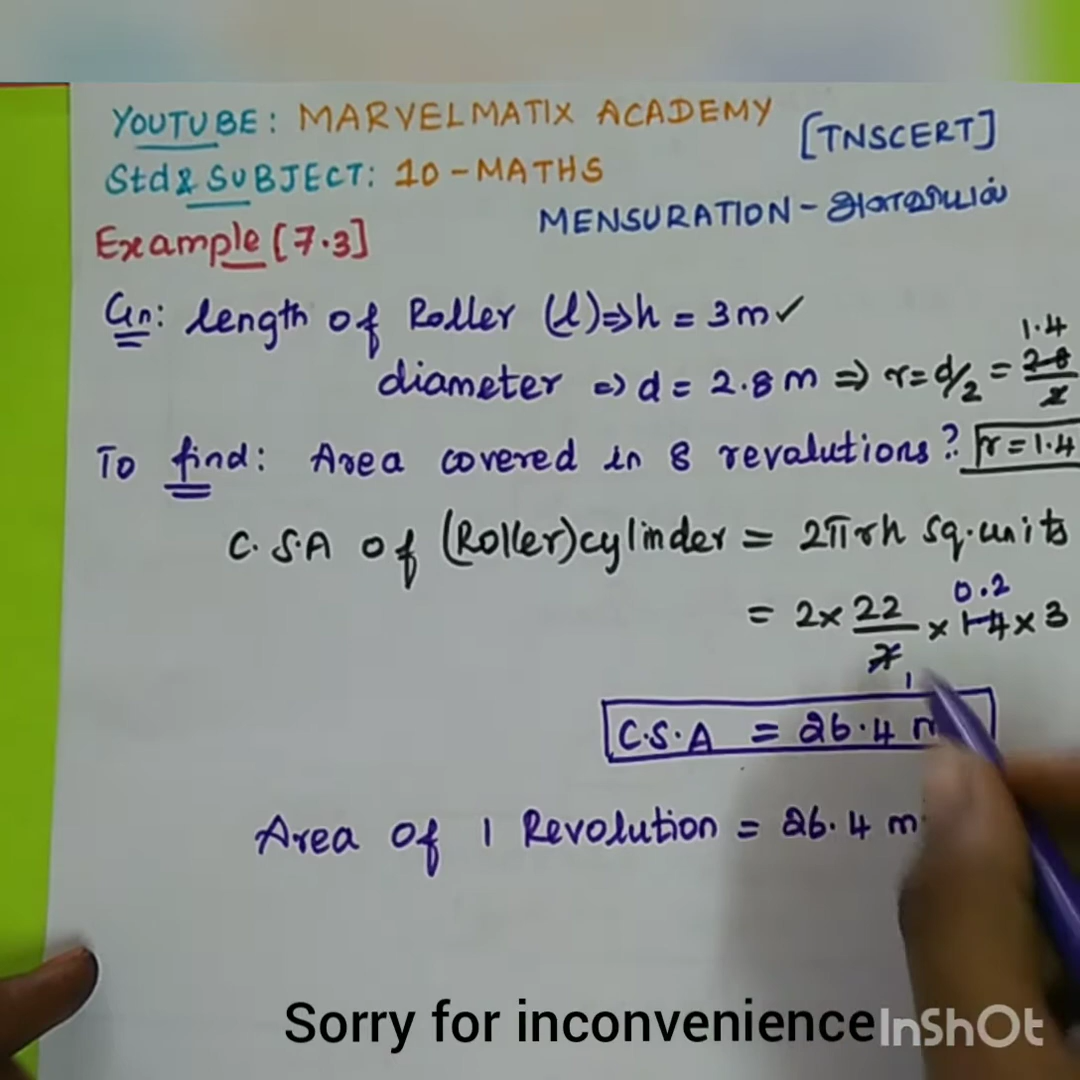 YOUTUBE: MARVELMATIX ACADEMY
[TNSCERT]
Std & SUBJECT: 10 - MATHS
MENSURATION - அளவியல்
Example [7.3]
Gn: length of Roller (l) => h = 3m ✓
diameter => d = 2.8m => r = d/2 = 2.8/2 1.4
To find: Area covered in 8 revalutions? r = 1.4
C.S.A of (Roller) cylinder = 2πrh sq.units
= 2 × 22/7 × 1.4 × 3 0.2 1
C.S.A = 26.4 m
Area of 1 Revolution = 26.4 m
Sorry for inconvenience InShOt